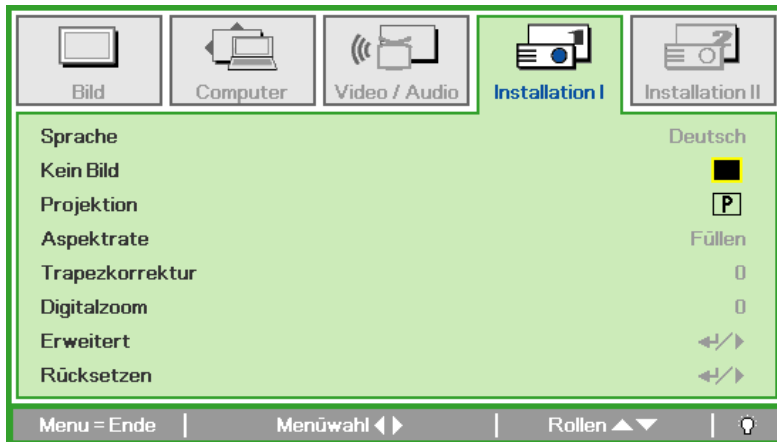 Bild
Computer
Video / Audio
Installation I
Installation II
Sprache Deutsch
Kein Bild
Projektion P
Aspektrate Füllen
Trapezkorrektur 0
Digitalzoom 0
Erweitert
Rücksetzen
Menu = Ende | Menüwahl ◀ ▶ | Rollen ▲▼ |